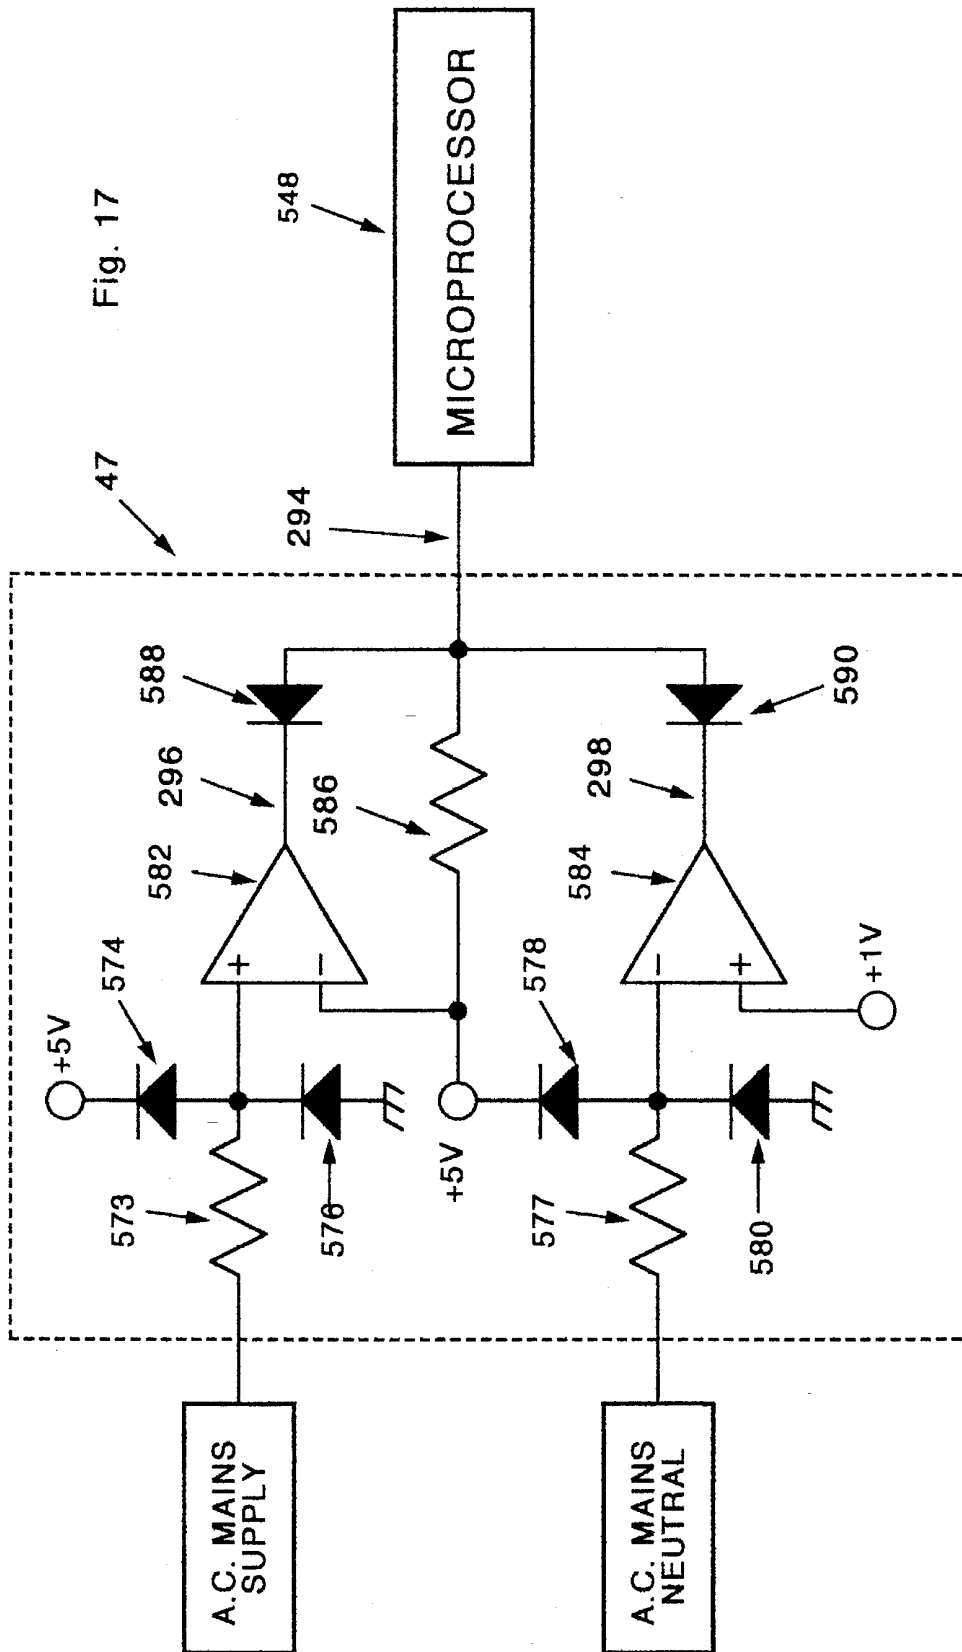 Fig. 17
47
A.C. MAINS
SUPPLY
573
+5V
574
576
+
−
582
296
588
586
294
548
MICROPROCESSOR
+5V
A.C. MAINS
NEUTRAL
577
578
580
−
+
+1V
584
298
590